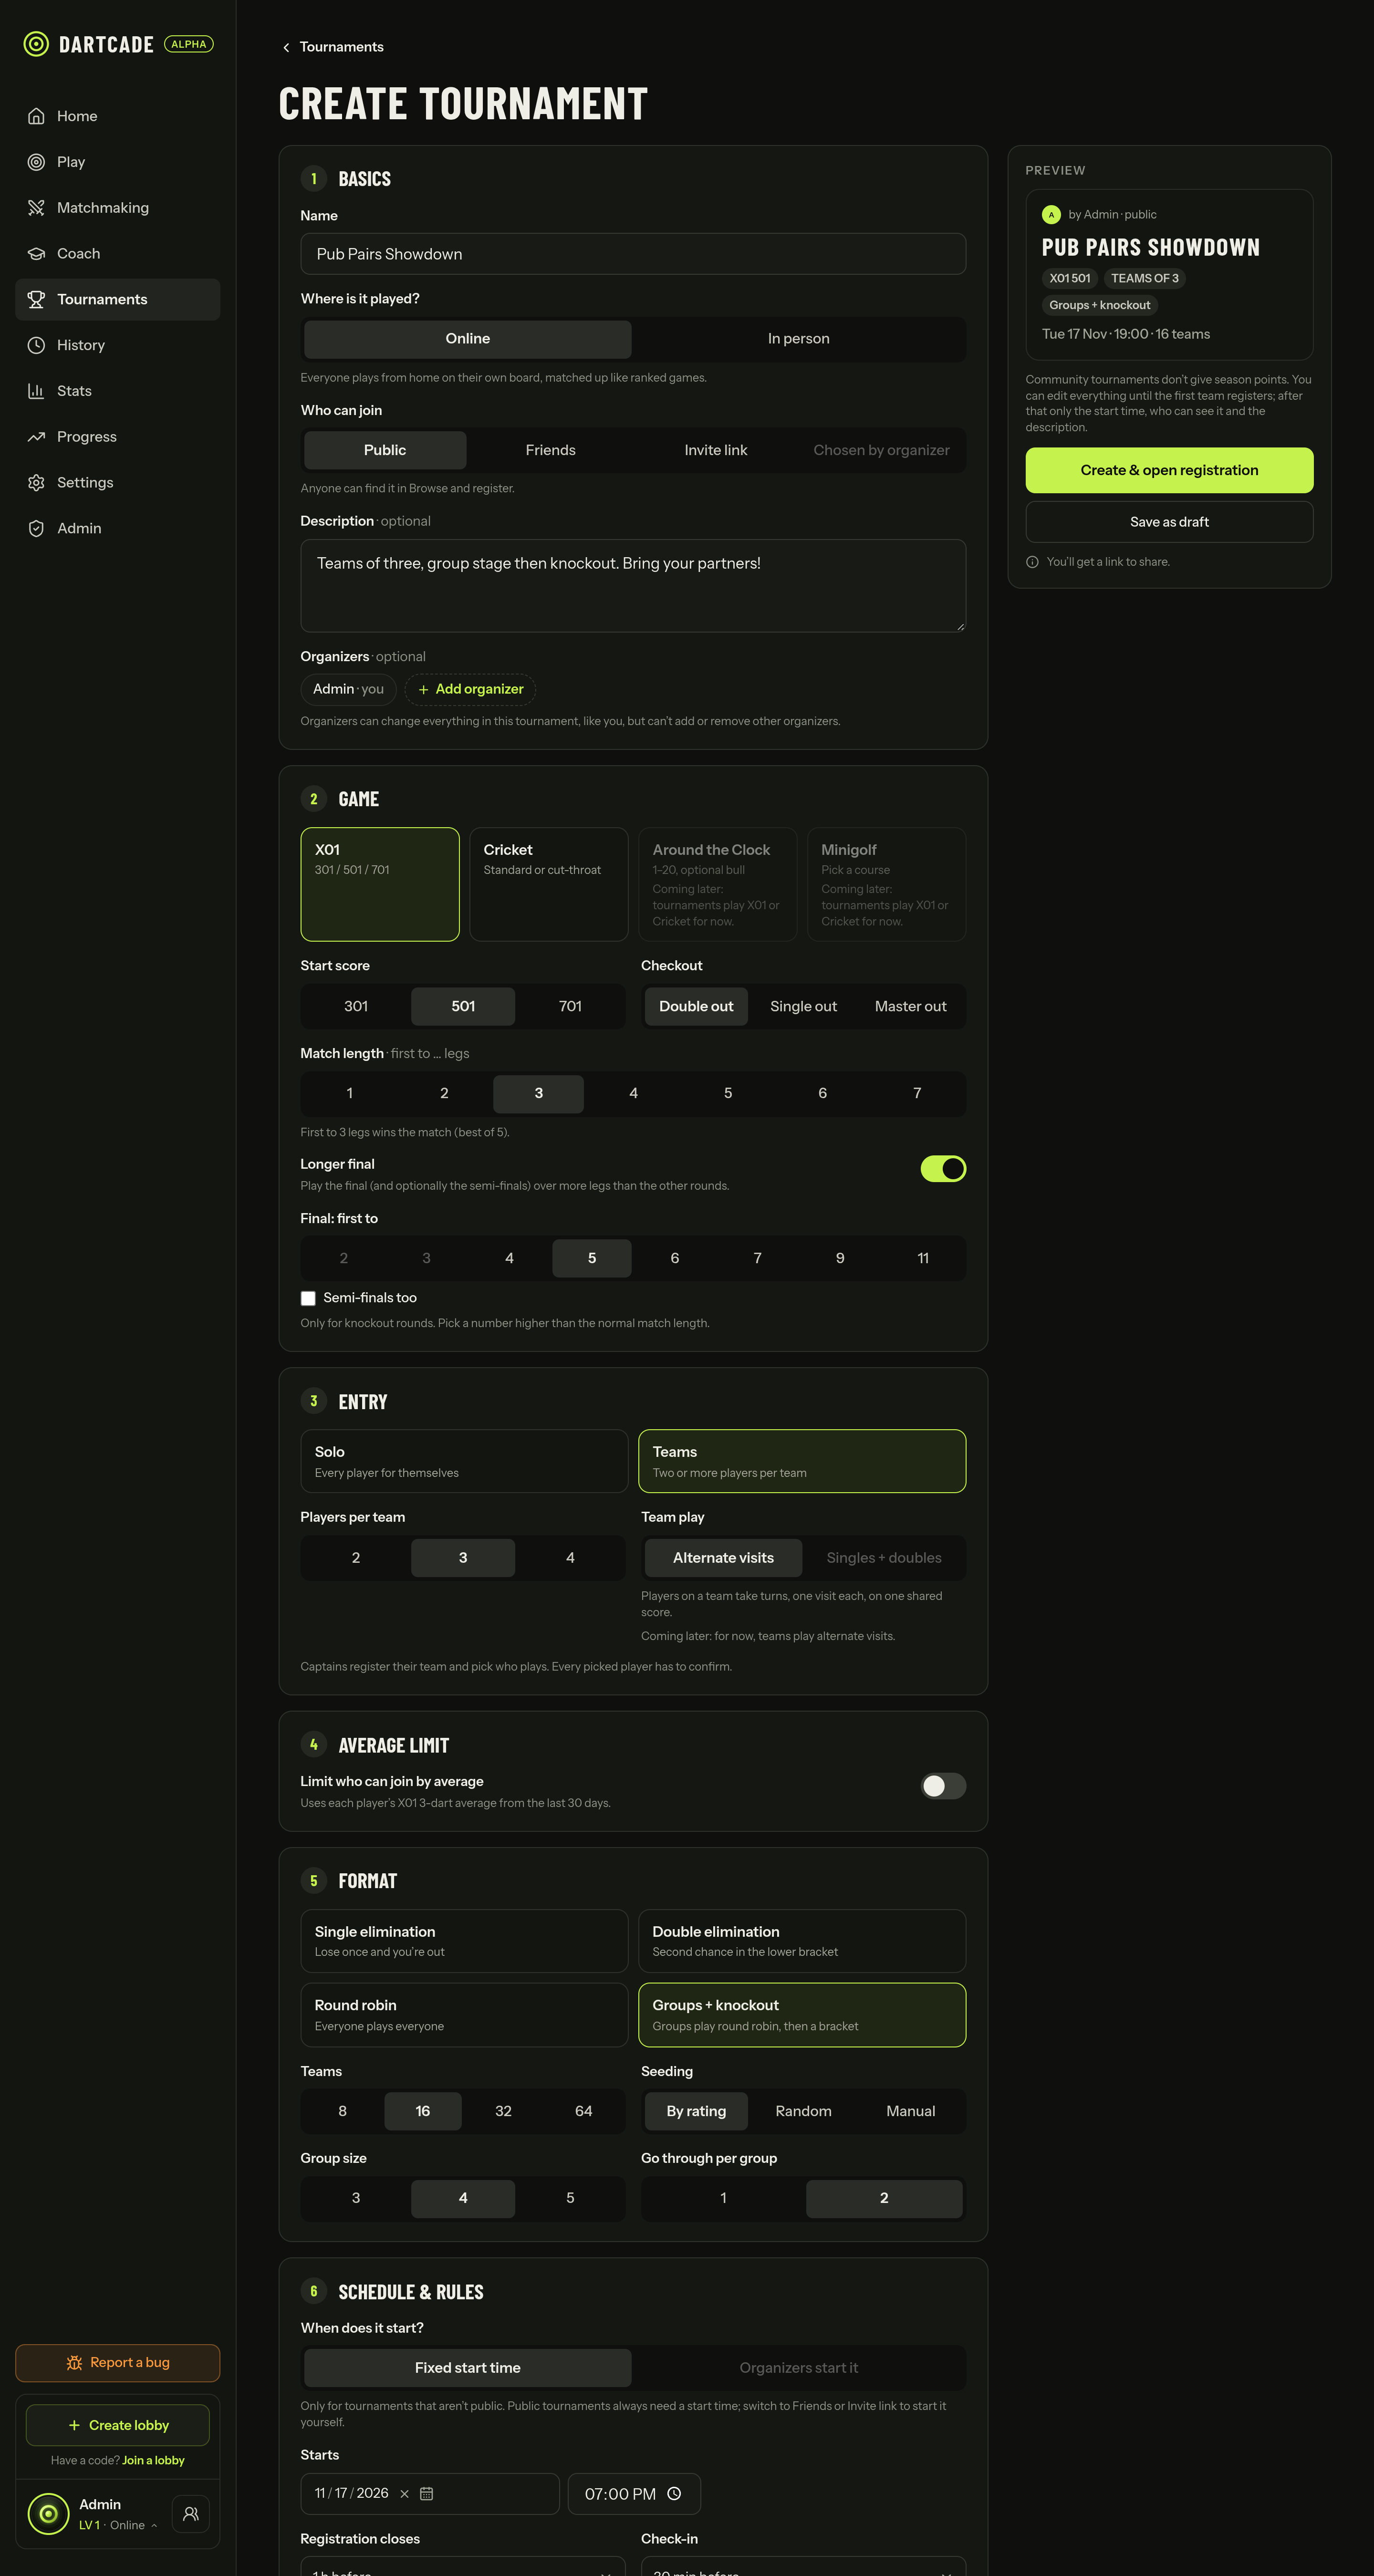 DARTCADE ALPHA
Home
Play
Matchmaking
Coach
Tournaments
History
Stats
Progress
Settings
Admin
Report a bug
Create lobby
Have a code? Join a lobby
Admin
LV 1 · Online
Tournaments
CREATE TOURNAMENT
1 BASICS
Name
Pub Pairs Showdown
Where is it played?
Online In person
Everyone plays from home on their own board, matched up like ranked games.
Who can join
Public Friends Invite link Chosen by organizer
Anyone can find it in Browse and register.
Description · optional
Teams of three, group stage then knockout. Bring your partners!
Organizers · optional
Admin · you + Add organizer
Organizers can change everything in this tournament, like you, but can't add or remove other organizers.
2 GAME
X01
301 / 501 / 701
Cricket
Standard or cut-throat
Around the Clock
1–20, optional bull
Coming later:
tournaments play X01 or
Cricket for now.
Minigolf
Pick a course
Coming later:
tournaments play X01 or
Cricket for now.
Start score
301 501 701
Checkout
Double out Single out Master out
Match length · first to … legs
1 2 3 4 5 6 7
First to 3 legs wins the match (best of 5).
Longer final
Play the final (and optionally the semi-finals) over more legs than the other rounds.
Final: first to
2 3 4 5 6 7 9 11
Semi-finals too
Only for knockout rounds. Pick a number higher than the normal match length.
3 ENTRY
Solo
Every player for themselves
Teams
Two or more players per team
Players per team
2 3 4
Team play
Alternate visits Singles + doubles
Players on a team take turns, one visit each, on one shared
score.
Coming later: for now, teams play alternate visits.
Captains register their team and pick who plays. Every picked player has to confirm.
4 AVERAGE LIMIT
Limit who can join by average
Uses each player's X01 3-dart average from the last 30 days.
5 FORMAT
Single elimination
Lose once and you're out
Double elimination
Second chance in the lower bracket
Round robin
Everyone plays everyone
Groups + knockout
Groups play round robin, then a bracket
Teams
8 16 32 64
Seeding
By rating Random Manual
Group size
3 4 5
Go through per group
1 2
6 SCHEDULE & RULES
When does it start?
Fixed start time Organizers start it
Only for tournaments that aren't public. Public tournaments always need a start time; switch to Friends or Invite link to start it
yourself.
Starts
11 / 17 / 2026 07:00 PM
Registration closes
1 h before
Check-in
30 min before
PREVIEW
A by Admin · public
PUB PAIRS SHOWDOWN
X01 501 TEAMS OF 3
Groups + knockout
Tue 17 Nov · 19:00 · 16 teams
Community tournaments don't give season points. You
can edit everything until the first team registers; after
that only the start time, who can see it and the
description.
Create & open registration
Save as draft
You'll get a link to share.